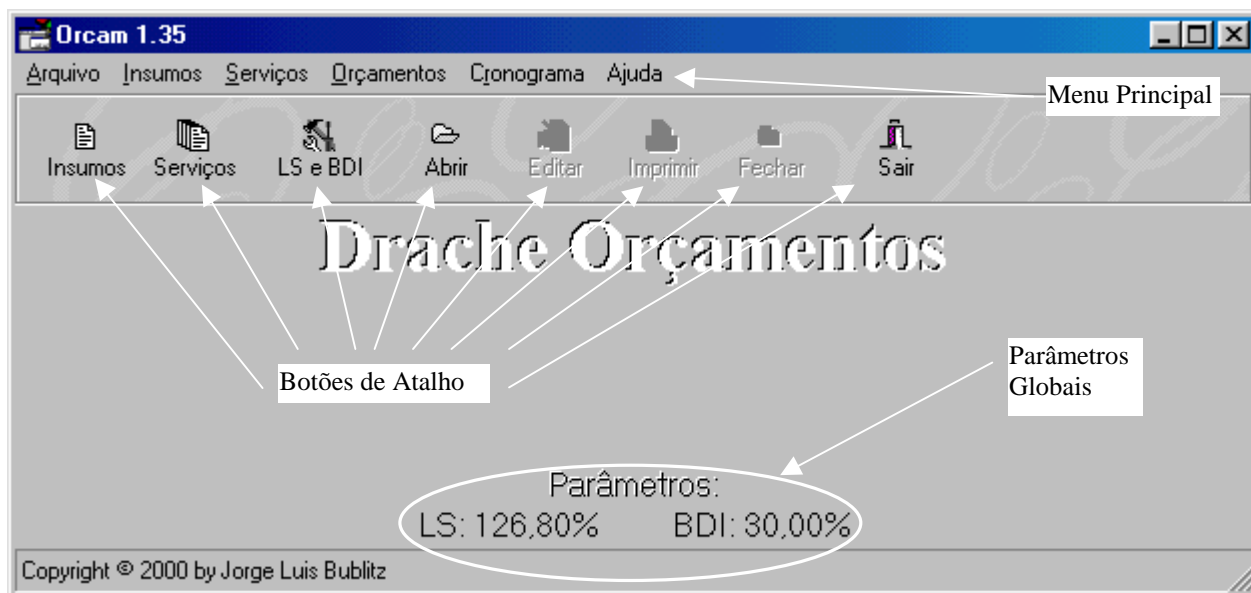 Orcam 1.35
Arquivo Insumos Serviços Orçamentos Cronograma Ajuda
Menu Principal
Insumos Serviços LS e BDI Abrir Editar Imprimir Fechar Sair
Drache Orçamentos
Parâmetros
Globais
Botões de Atalho
Parâmetros:
LS: 126,80% BDI: 30,00%
Copyright © 2000 by Jorge Luis Bublitz